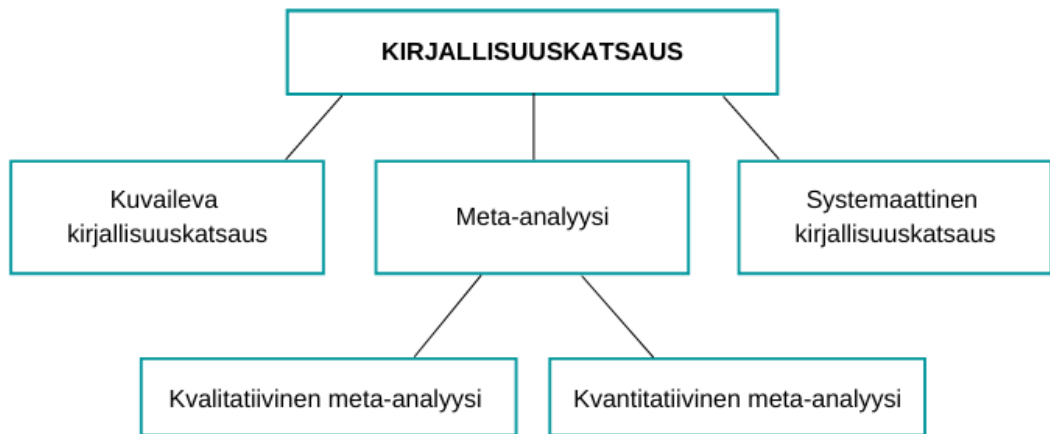 KIRJALLISUUSKATSAUS
Kuvaileva
kirjallisuuskatsaus
Meta-analyysi
Systemaattinen
kirjallisuuskatsaus
Kvalitatiivinen meta-analyysi
Kvantitatiivinen meta-analyysi